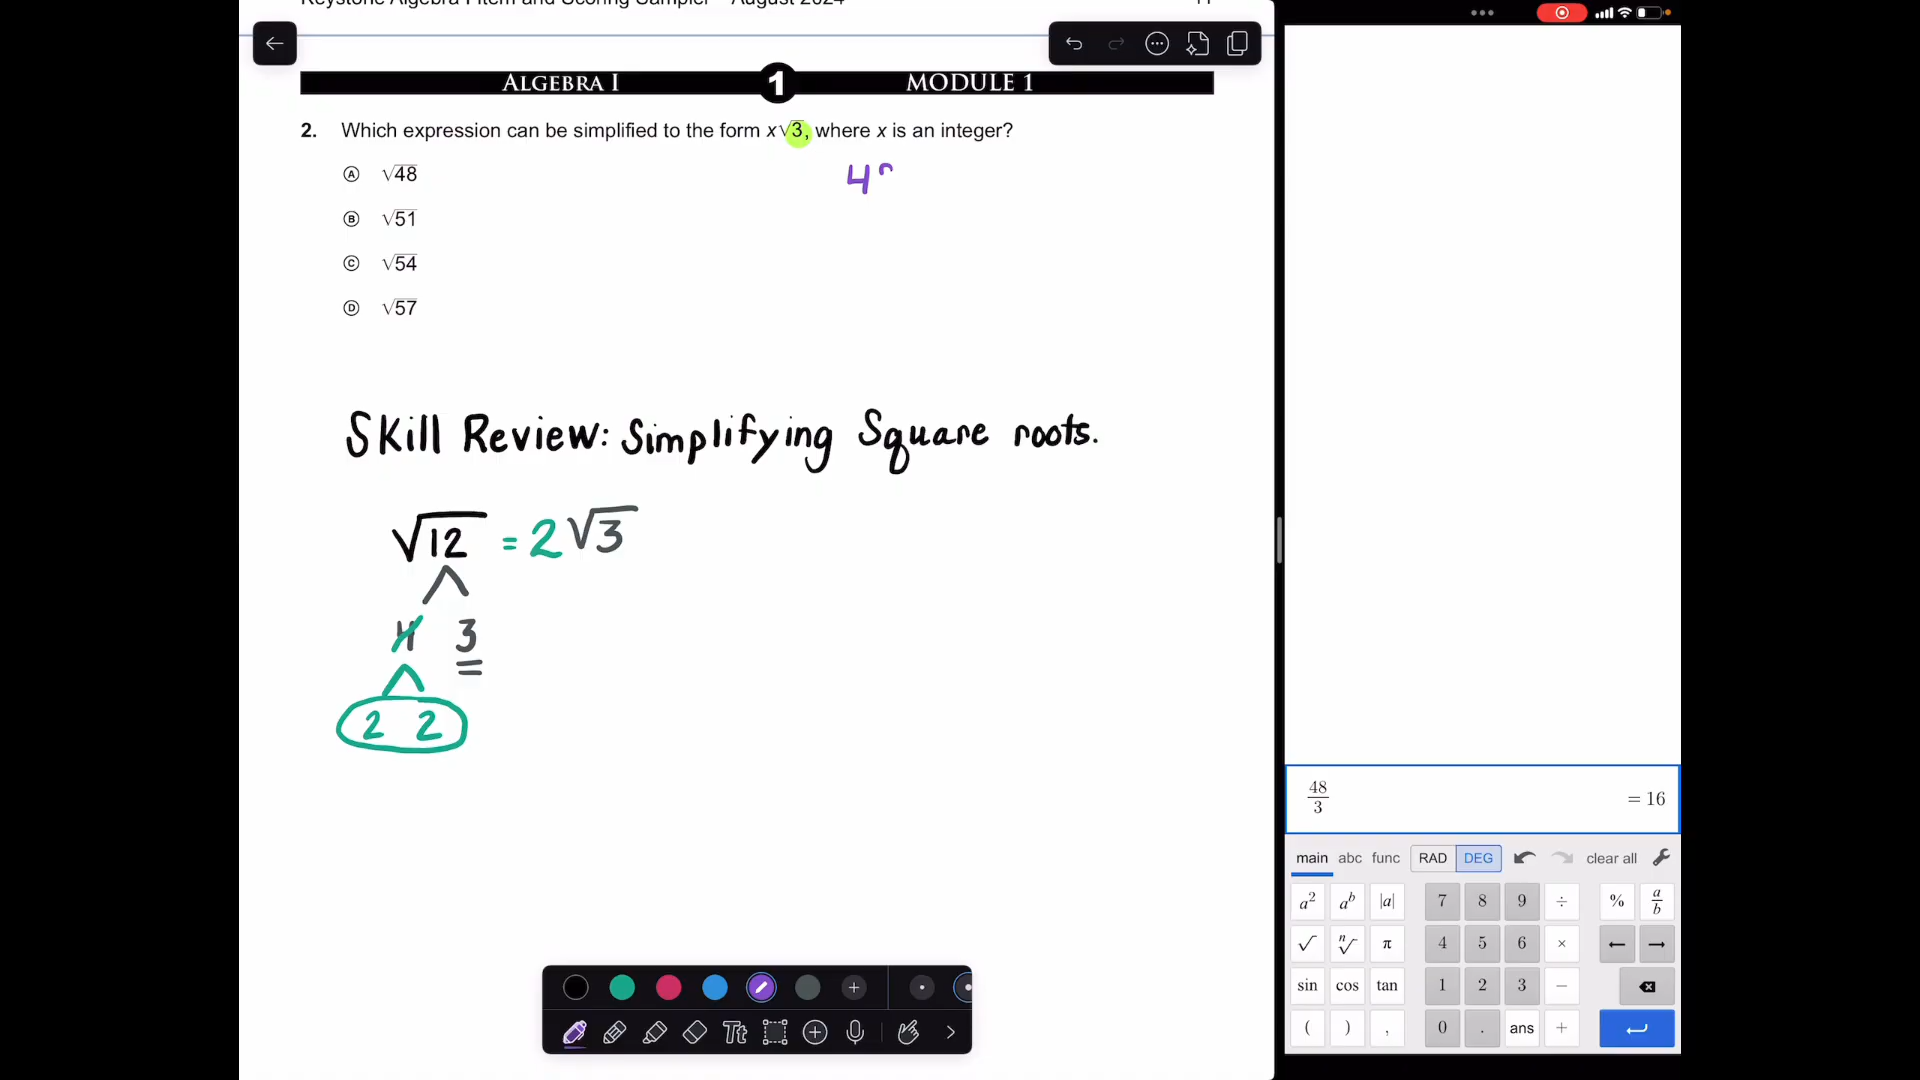 ALGEBRA I 1 MODULE 1
2. Which expression can be simplified to the form x√3, where x is an integer?
A √48
B √51
C √54
D √57
4
Skill Review: Simplifying Square roots.
√12 = 2√3
4 3
2 2
48/3 = 16
main abc func RAD DEG clear all
a² aᵇ |a| 7 8 9 ÷ % a/b
√ ⁿ√ π 4 5 6 × ← →
sin cos tan 1 2 3 −
( ) , 0 . ans +
Tt